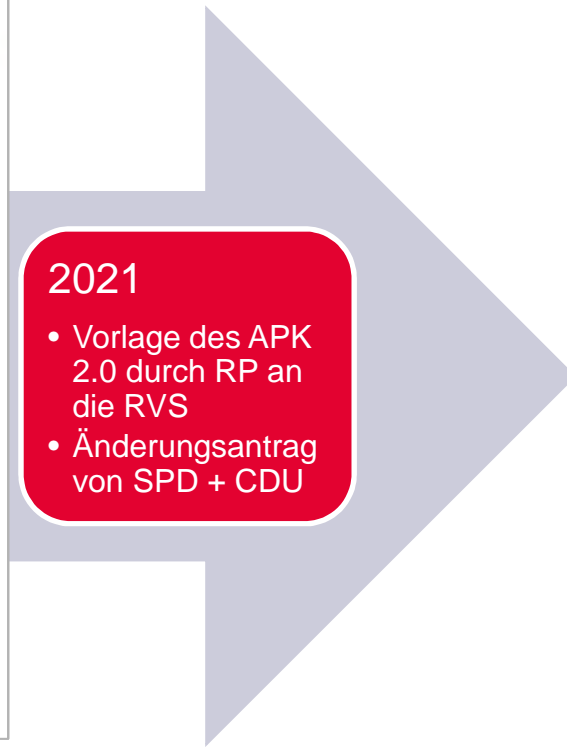 2021
• Vorlage des APK
2.0 durch RP an
die RVS
• Änderungsantrag
von SPD + CDU